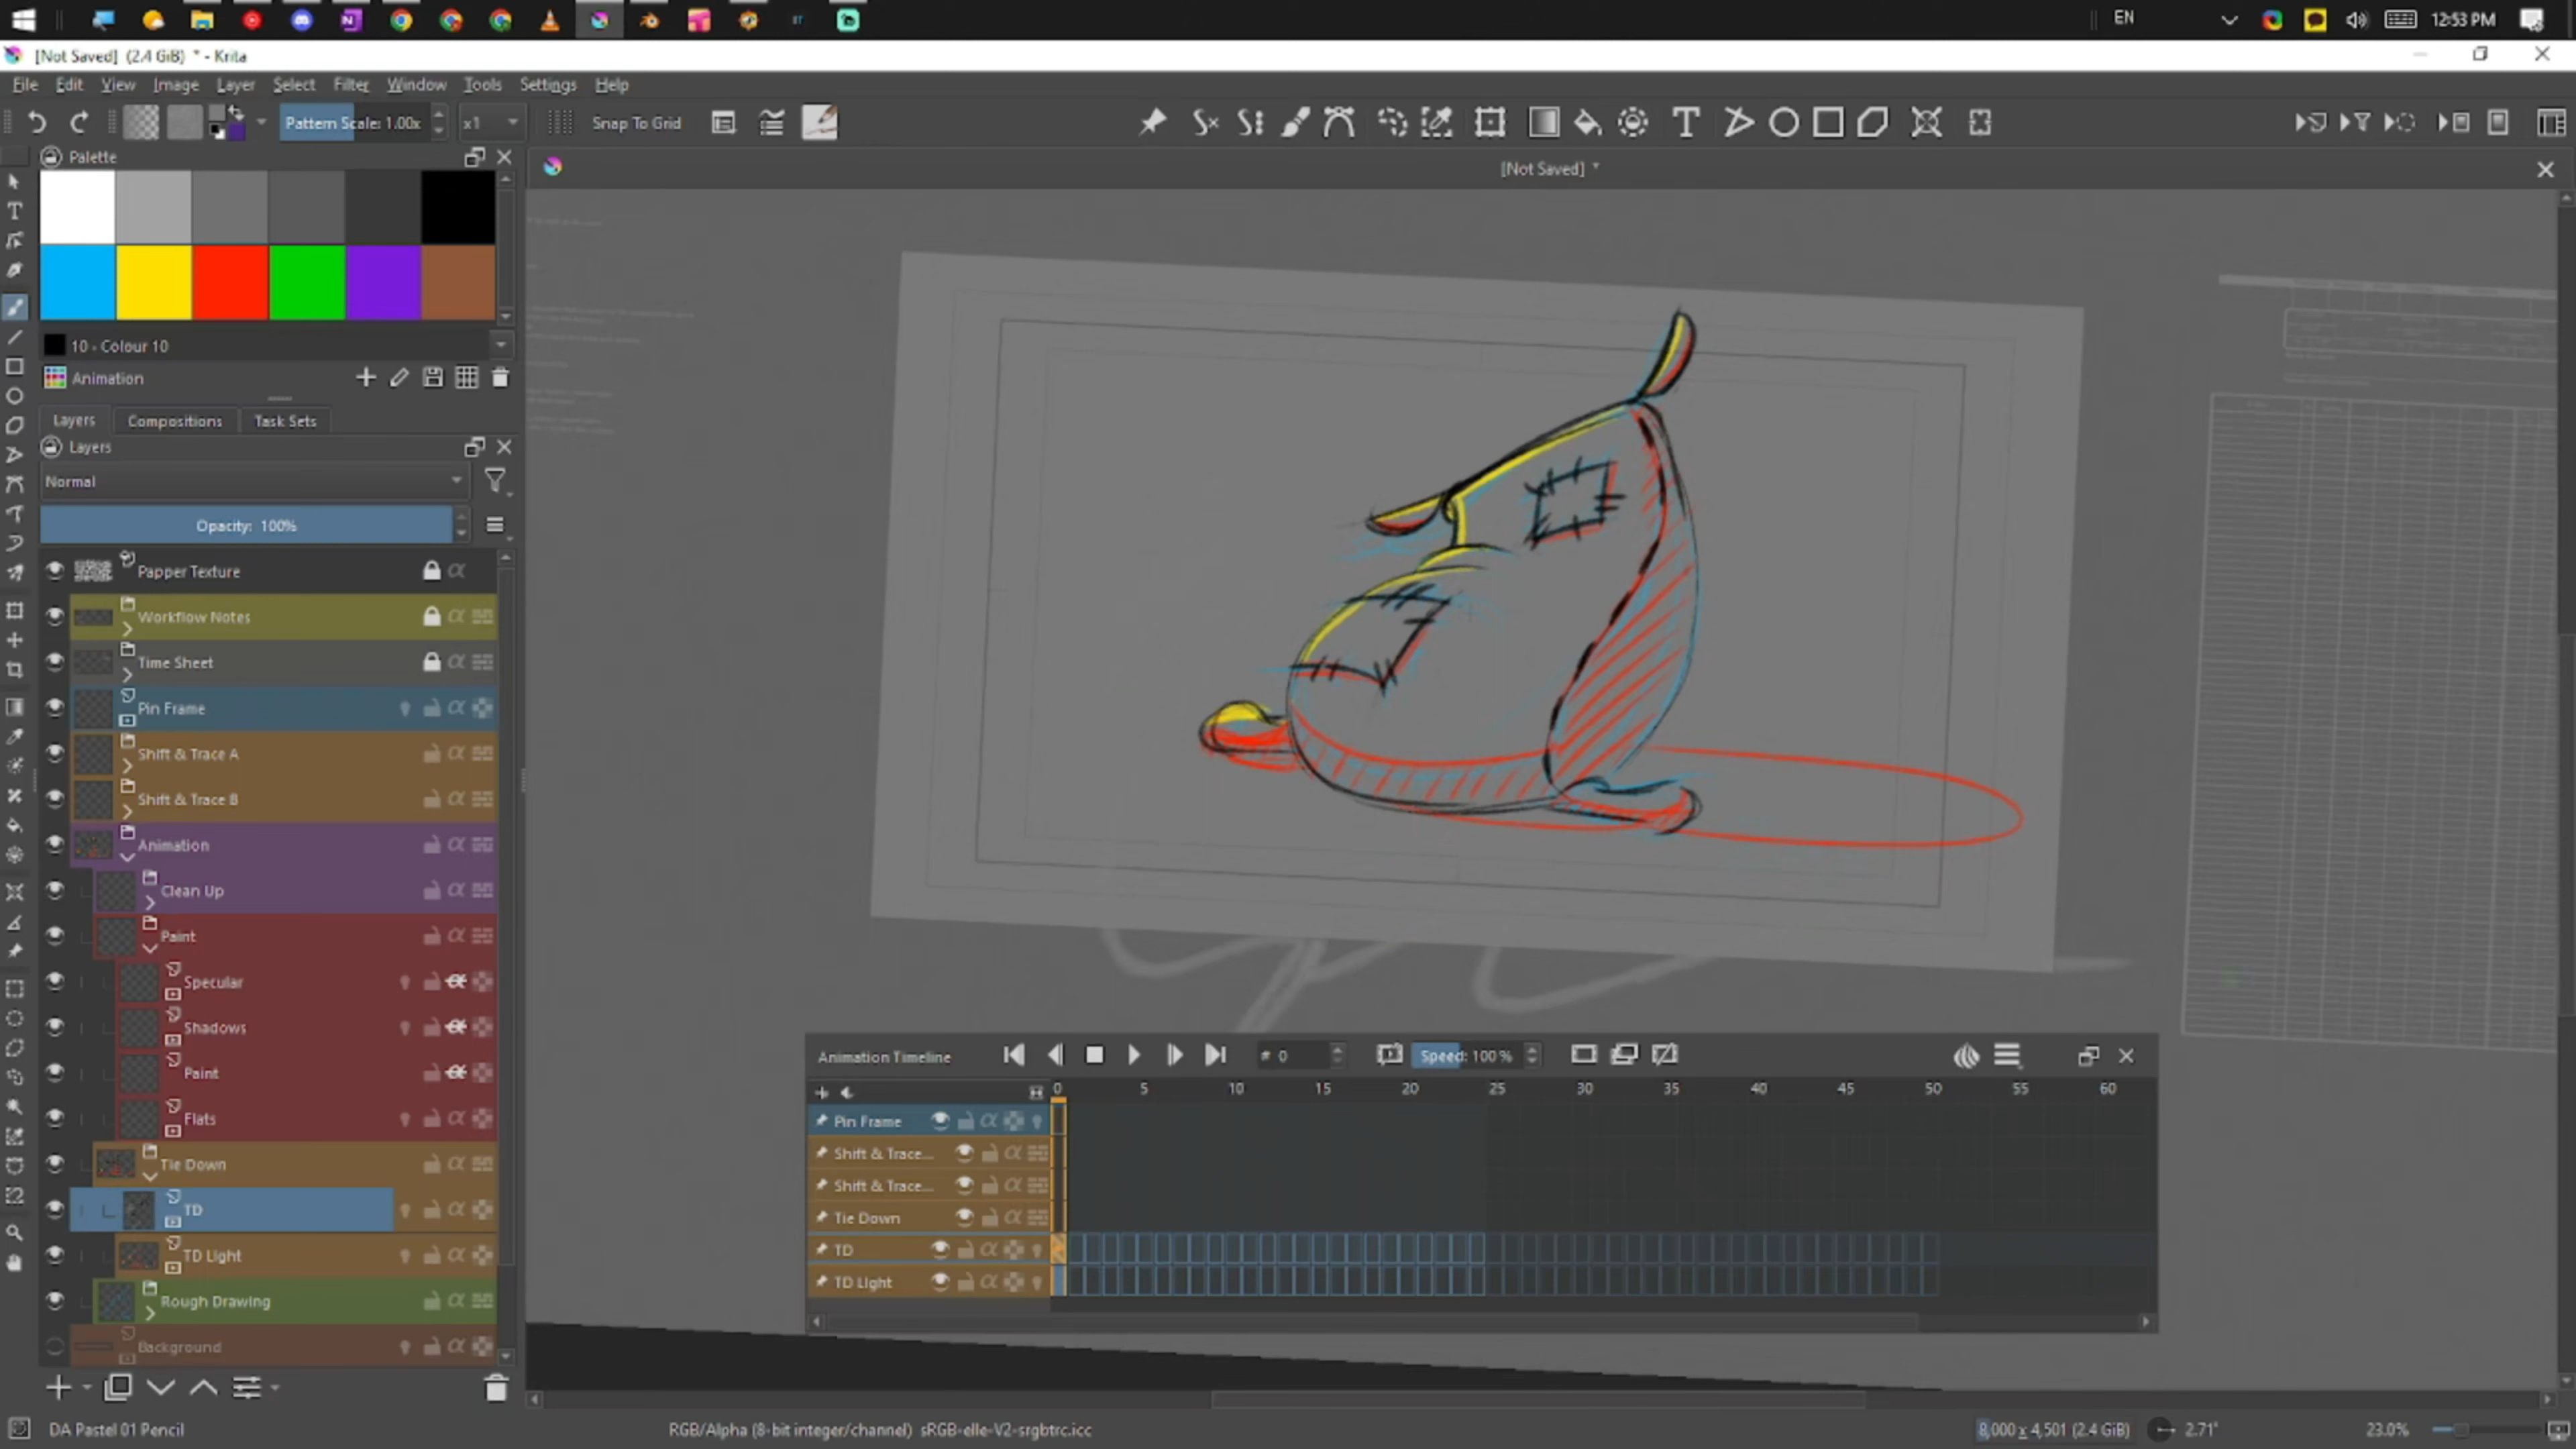 EN
12:53 PM
[Not Saved] (2.4 GiB) * - Krita
File Edit View Image Layer Select Filter Window Tools Settings Help
Pattern Scale: 1.00x
x1
Snap To Grid
Palette
[Not Saved] *
10 - Colour 10
Animation
Layers Compositions Task Sets
Layers
Normal
Opacity: 100%
Papper Texture
Workflow Notes
Time Sheet
Pin Frame
Shift & Trace A
Shift & Trace B
Animation
Clean Up
Paint
Specular
Shadows
Paint
Flats
Tie Down
TD
TD Light
Rough Drawing
Background
Animation Timeline
# 0
Speed: 100 %
0 5 10 15 20 25 30 35 40 45 50 55 60
Pin Frame
Shift & Trace...
Shift & Trace...
Tie Down
TD
TD Light
DA Pastel 01 Pencil
RGB/Alpha (8-bit integer/channel) sRGB-elle-V2-srgbtrc.icc
8,000 x 4,501 (2.4 GiB)
2.71°
23.0%